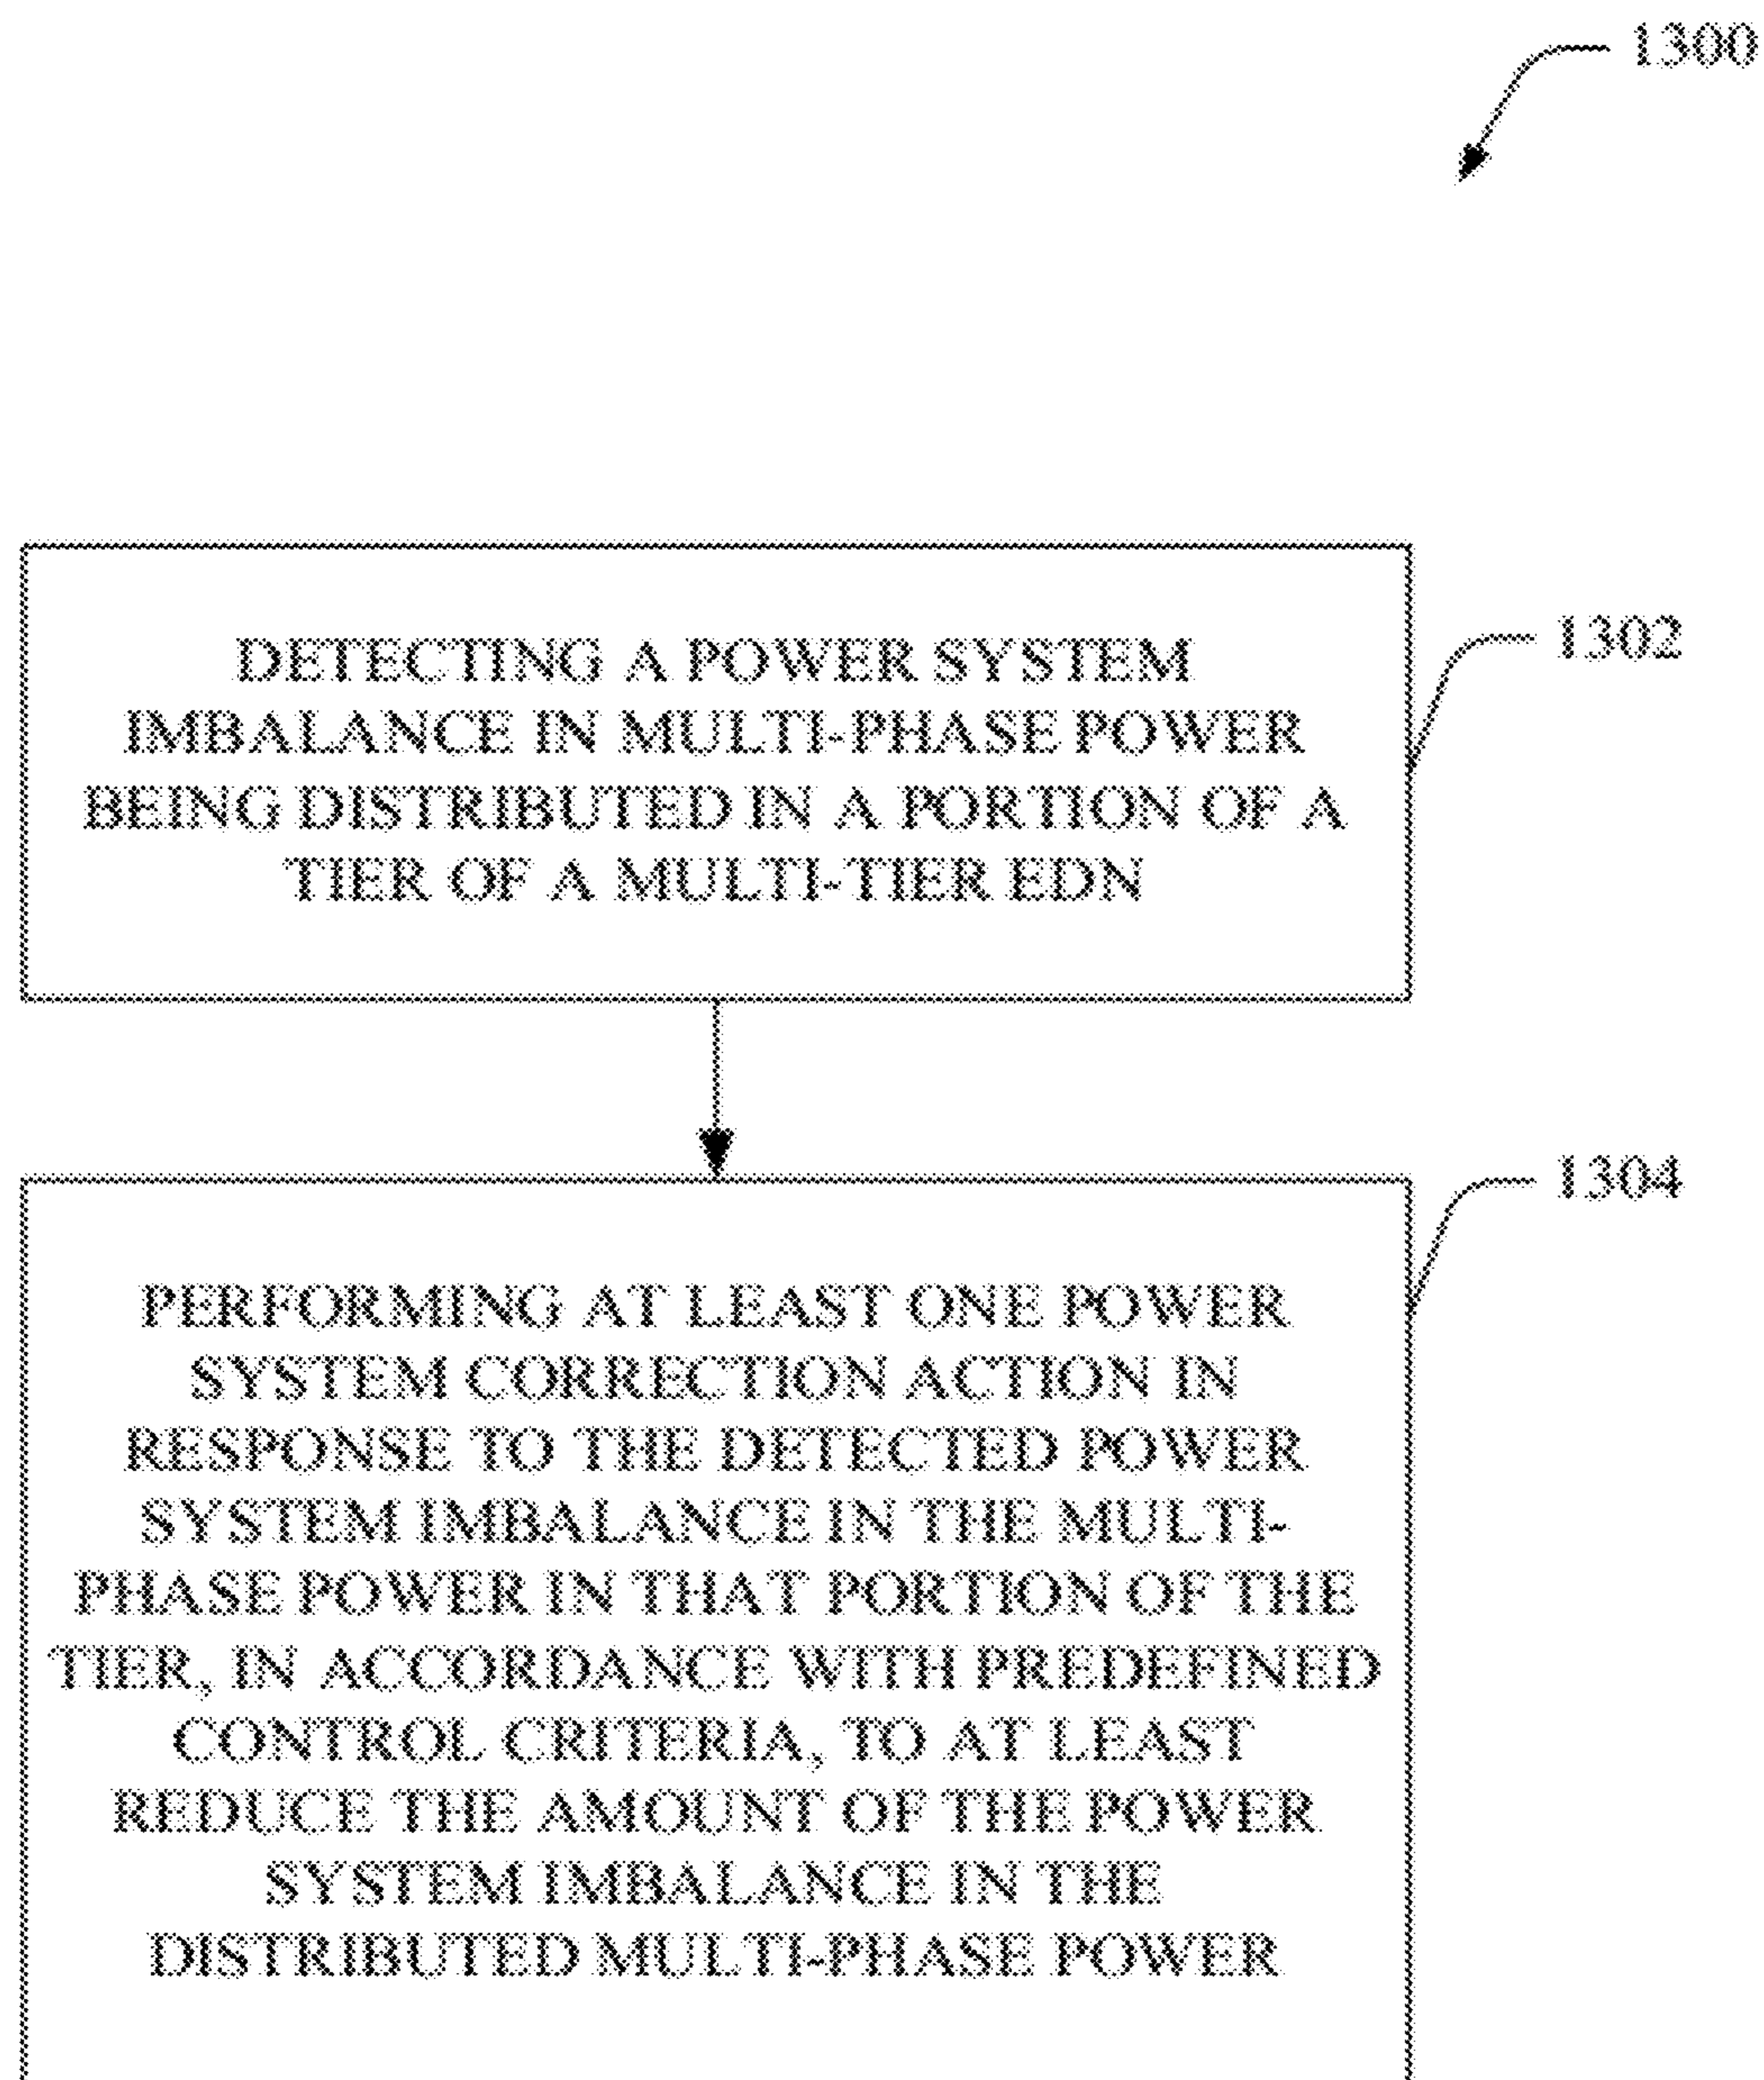 1300
DETECTING A POWER SYSTEM
IMBALANCE IN MULTI-PHASE POWER
BEING DISTRIBUTED IN A PORTION OF A
TIER OF A MULTI-TIER EDN
1302
PERFORMING AT LEAST ONE POWER
SYSTEM CORRECTION ACTION IN
RESPONSE TO THE DETECTED POWER
SYSTEM IMBALANCE IN THE MULTI-
PHASE POWER IN THAT PORTION OF THE
TIER, IN ACCORDANCE WITH PREDEFINED
CONTROL CRITERIA, TO AT LEAST
REDUCE THE AMOUNT OF THE POWER
SYSTEM IMBALANCE IN THE
DISTRIBUTED MULTI-PHASE POWER
1304